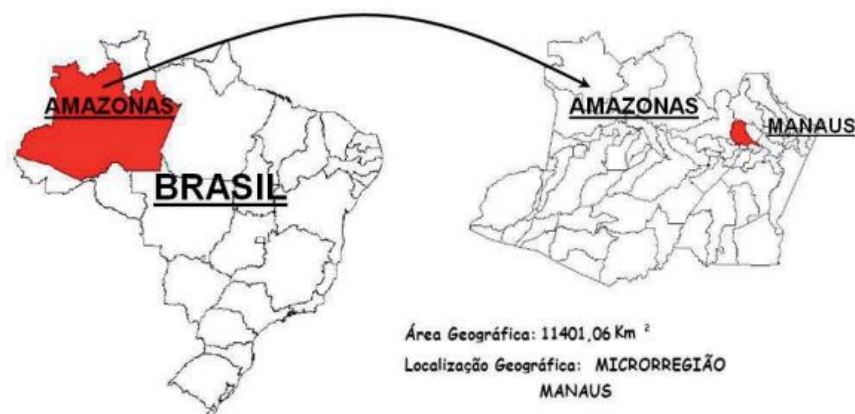 AMAZONAS
BRASIL
AMAZONAS
MANAUS
Área Geográfica: 11401,06 Km ²
Localização Geográfica: MICRORREGIÃO
MANAUS